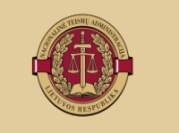 NACIONALINĖ TEISMŲ ADMINISTRACIJA
LIETUVOS RESPUBLIKA